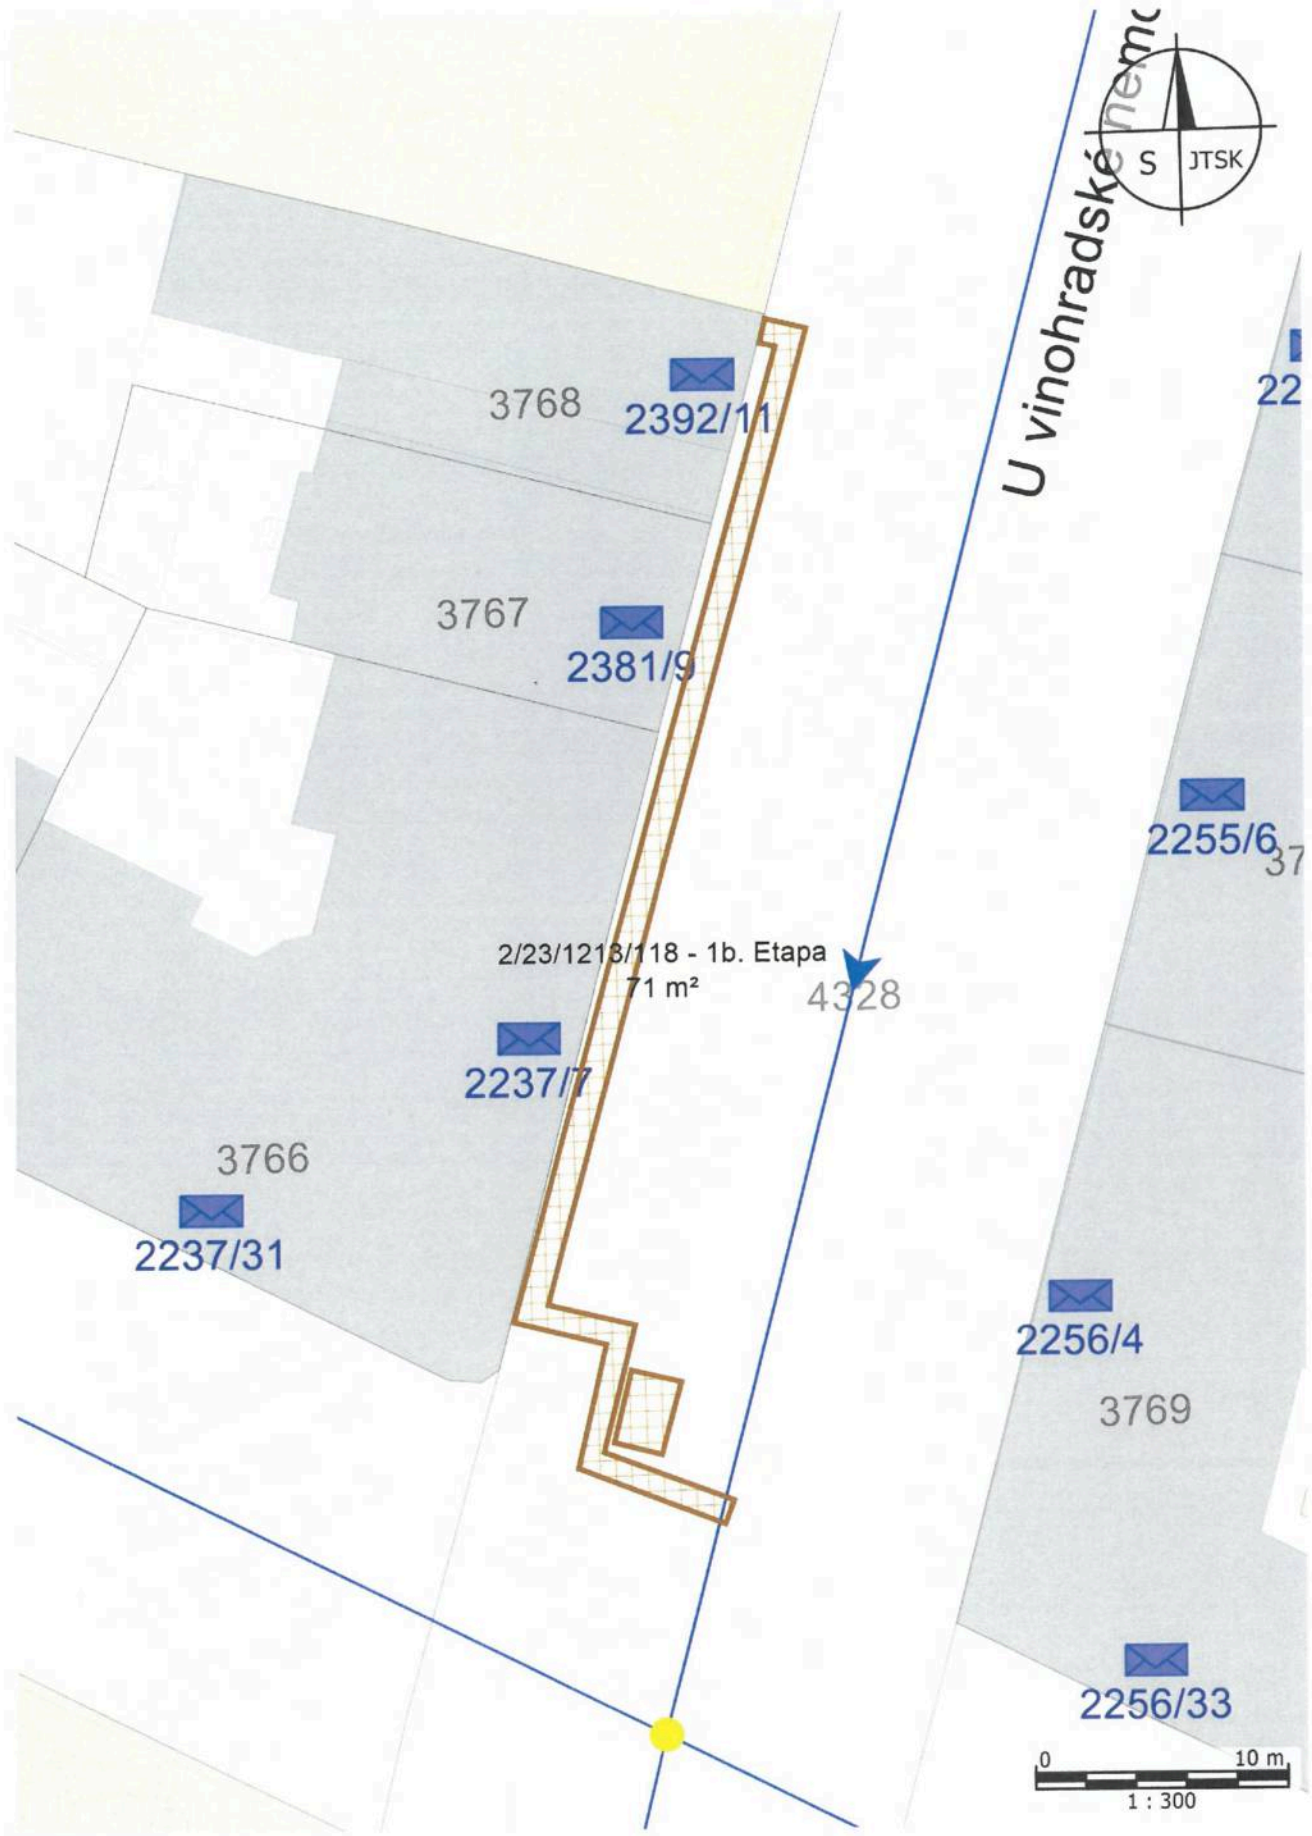 U vinohradské nemo
S JTSK
3768
2392/11
22
3767
2381/9
2255/6
37
2/23/1213/118 - 1b. Etapa
71 m²
4328
2237/7
3766
2237/31
2256/4
3769
2256/33
0 10 m
1 : 300